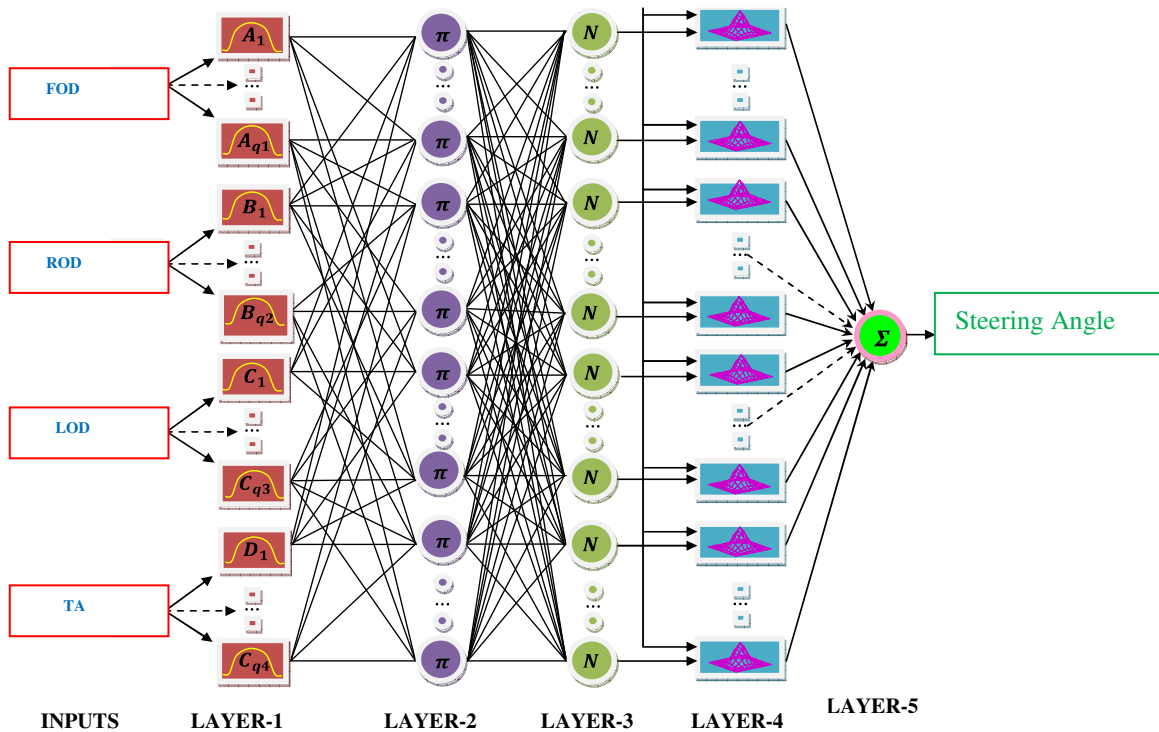 FOD
ROD
LOD
TA
INPUTS
A1
...
Aq1
B1
...
Bq2
C1
...
Cq3
D1
...
Cq4
LAYER-1
π
...
π
π
...
π
π
...
π
π
...
π
LAYER-2
N
...
N
N
...
N
N
...
N
N
...
N
LAYER-3
...
...
...
...
LAYER-4
Σ
LAYER-5
Steering Angle